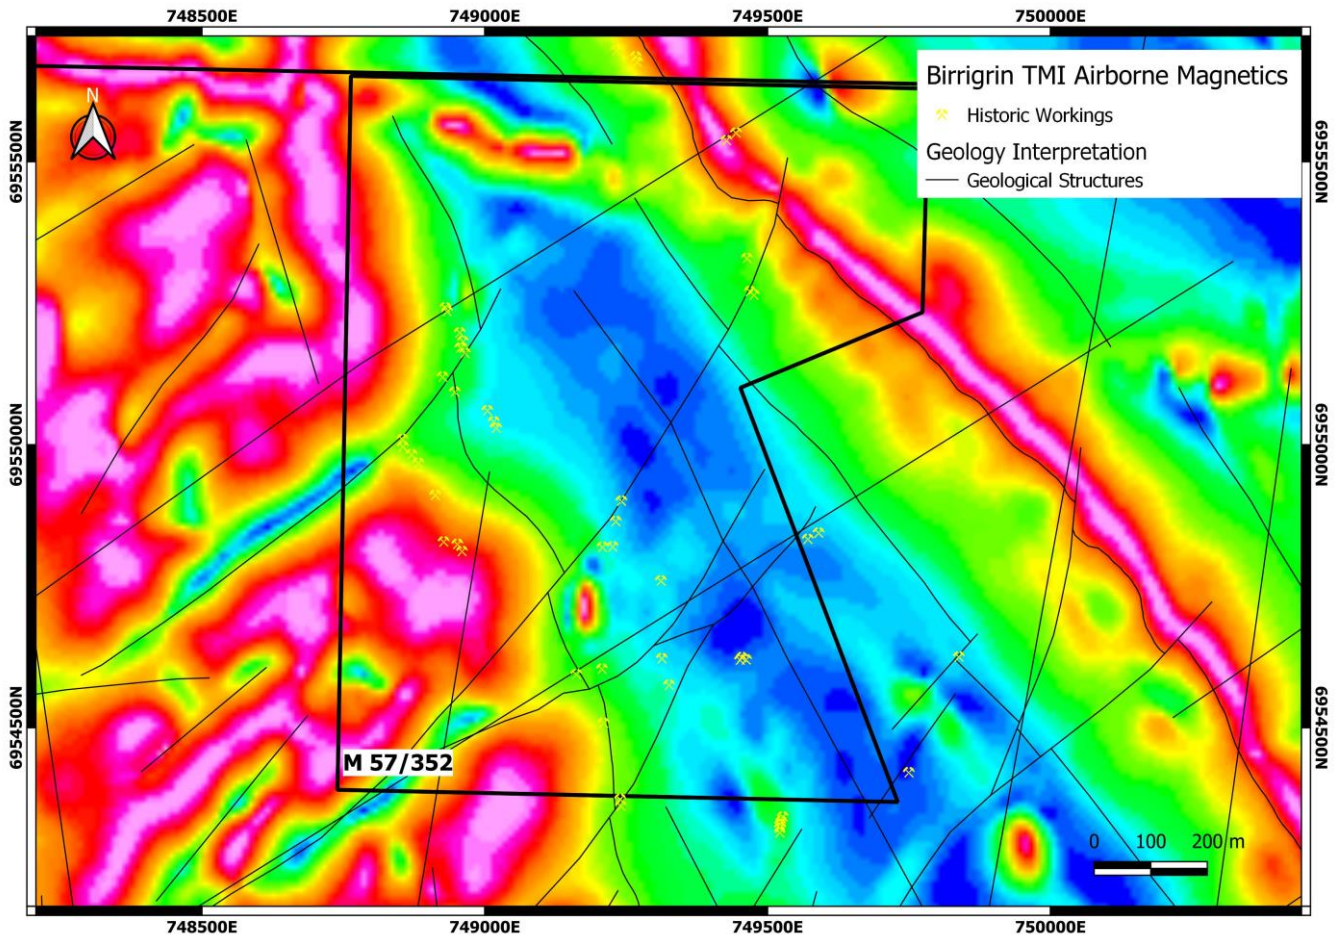 748500E 749000E 749500E 750000E
Birrigrin TMI Airborne Magnetics
Historic Workings
Geology Interpretation
Geological Structures
N
6955500N 6955500N
6955000N 6955000N
6954500N 6954500N
M 57/352
0 100 200 m
748500E 749000E 749500E 750000E